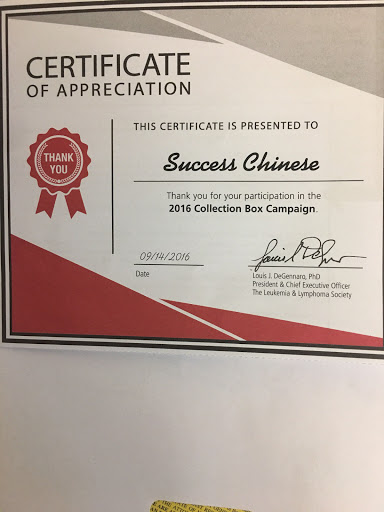 CERTIFICATE
OF APPRECIATION
THANK
YOU
THIS CERTIFICATE IS PRESENTED TO
Success Chinese
Thank you for your participation in the
2016 Collection Box Campaign.
09/14/2016
Date
Louis J. DeGennaro, PhD
President & Chief Executive Officer
The Leukemia & Lymphoma Society